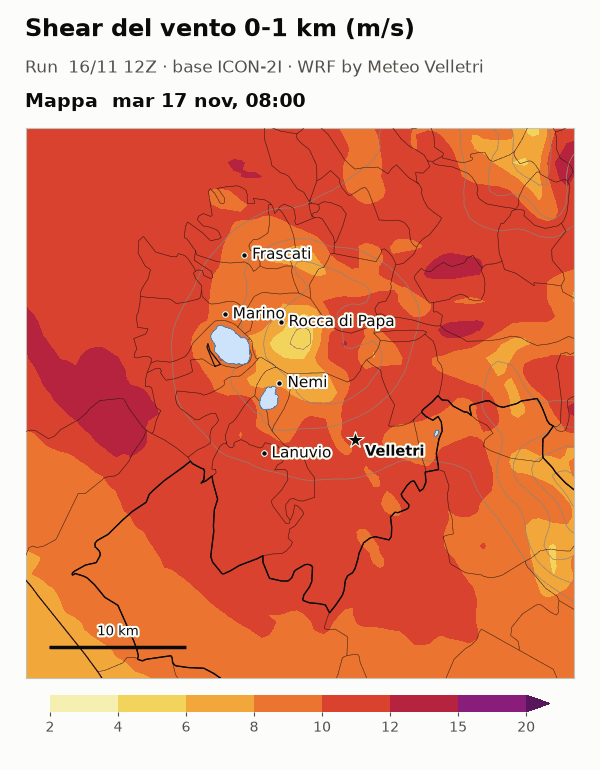 Shear del vento 0-1 km (m/s)
Run  16/11 12Z · base ICON-2I · WRF by Meteo Velletri
Mappa  mar 17 nov, 08:00
Frascati
Marino
Rocca di Papa
Nemi
Velletri
Lanuvio
10 km
2 4 6 8 10 12 15 20